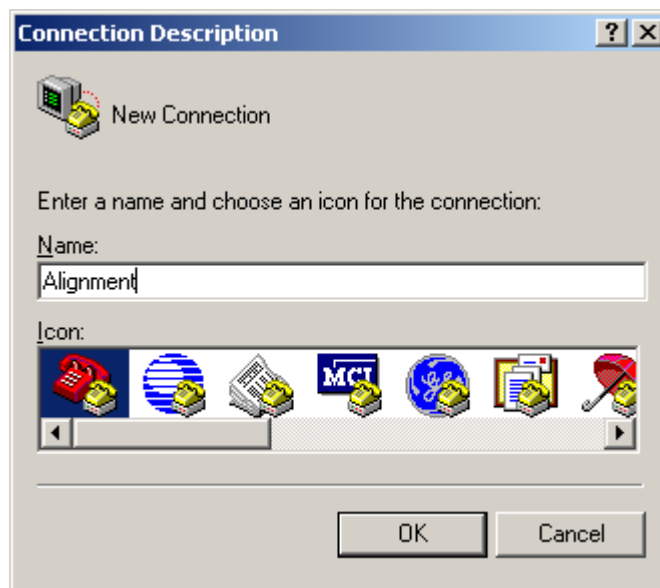 Connection Description
New Connection
Enter a name and choose an icon for the connection:
Name:
Alignment
Icon:
MCI
OK Cancel